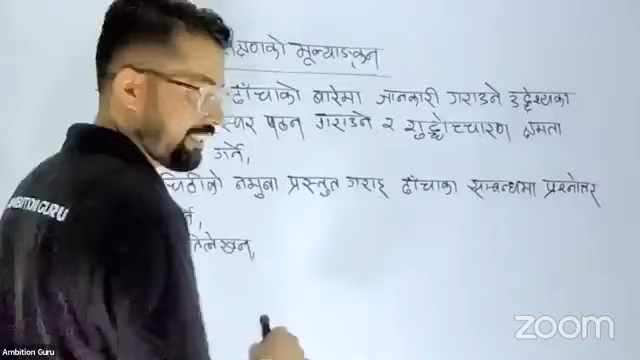 मूल्याङ्कन
ढाँचाको बारेमा जानकारी गराउने उद्देश्यका
स्वर पठन गराउने र शुद्धोच्चारण क्षमता
गर्ने,
चिठीको नमुना प्रस्तुत गराइ ढाँचाका सम्बन्धमा प्रश्नोत्तर
AMBITION GURU
zoom
Ambition Guru